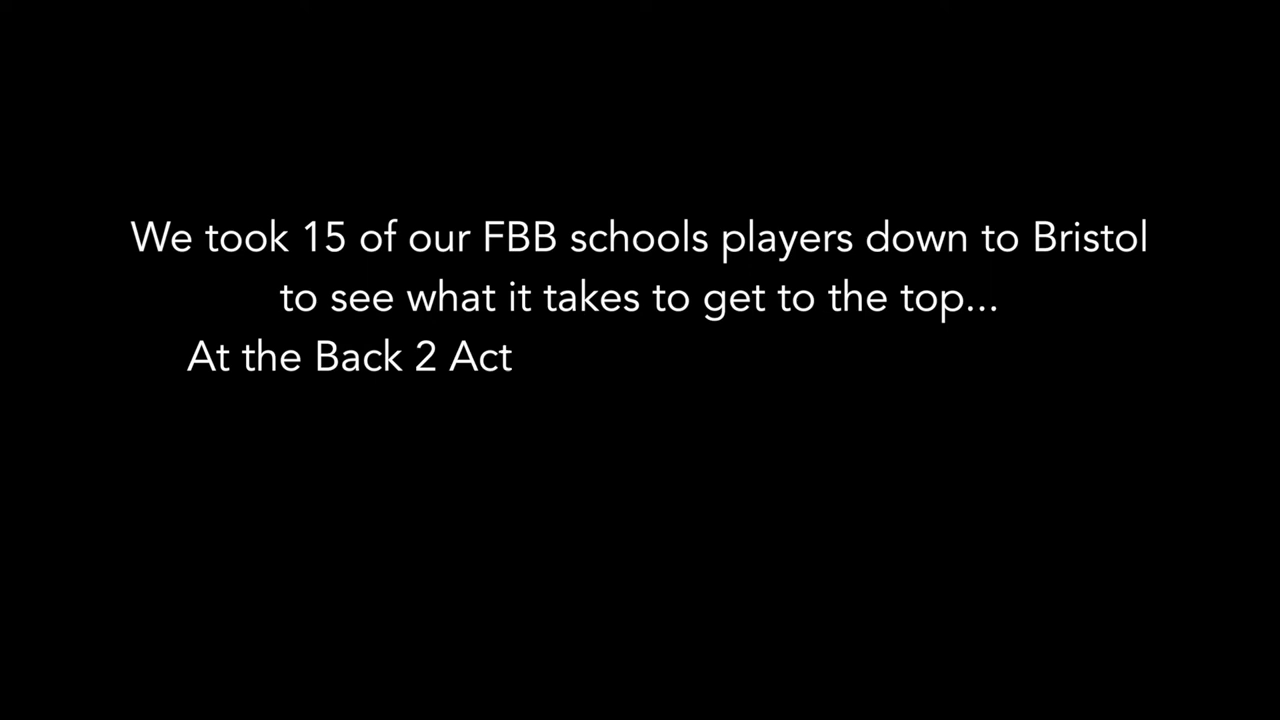 We took 15 of our FBB schools players down to Bristol
to see what it takes to get to the top...
At the Back 2 Act